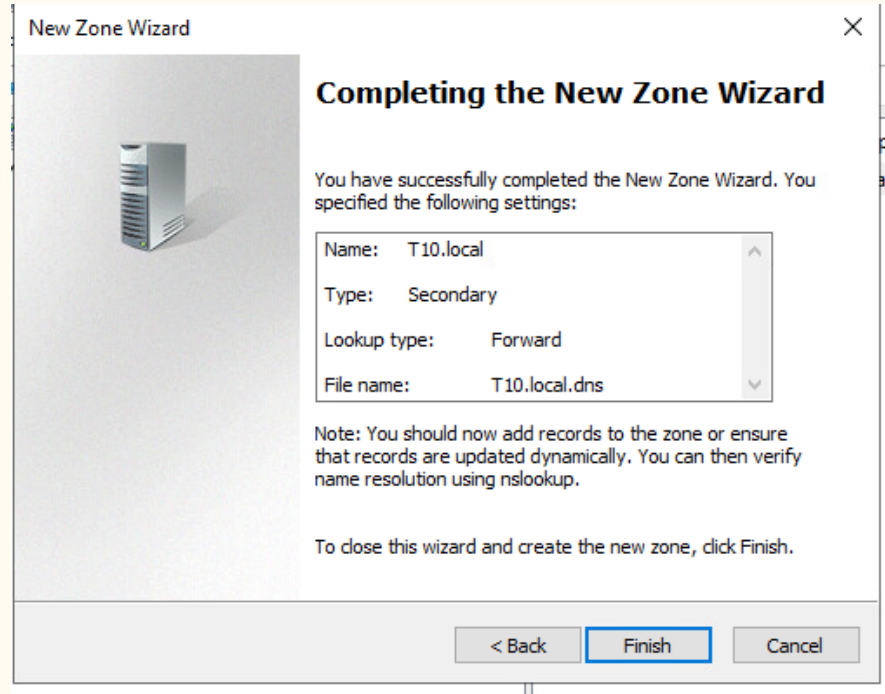 New Zone Wizard
Completing the New Zone Wizard
You have successfully completed the New Zone Wizard. You
specified the following settings:
Name: T10.local
Type: Secondary
Lookup type: Forward
File name: T10.local.dns
Note: You should now add records to the zone or ensure
that records are updated dynamically. You can then verify
name resolution using nslookup.
To close this wizard and create the new zone, click Finish.
< Back Finish Cancel